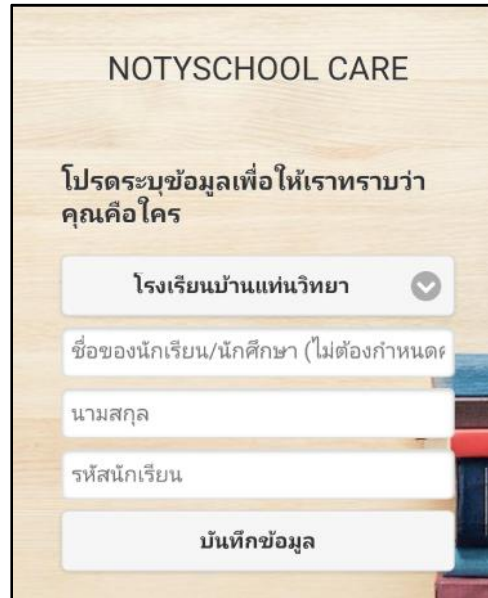 NOTYSCHOOL CARE
โปรดระบุข้อมูลเพื่อให้เราทราบว่า
คุณคือใคร
โรงเรียนบ้านแท่นวิทยา
ชื่อของนักเรียน/นักศึกษา (ไม่ต้องกำหนด
นามสกุล
รหัสนักเรียน
บันทึกข้อมูล